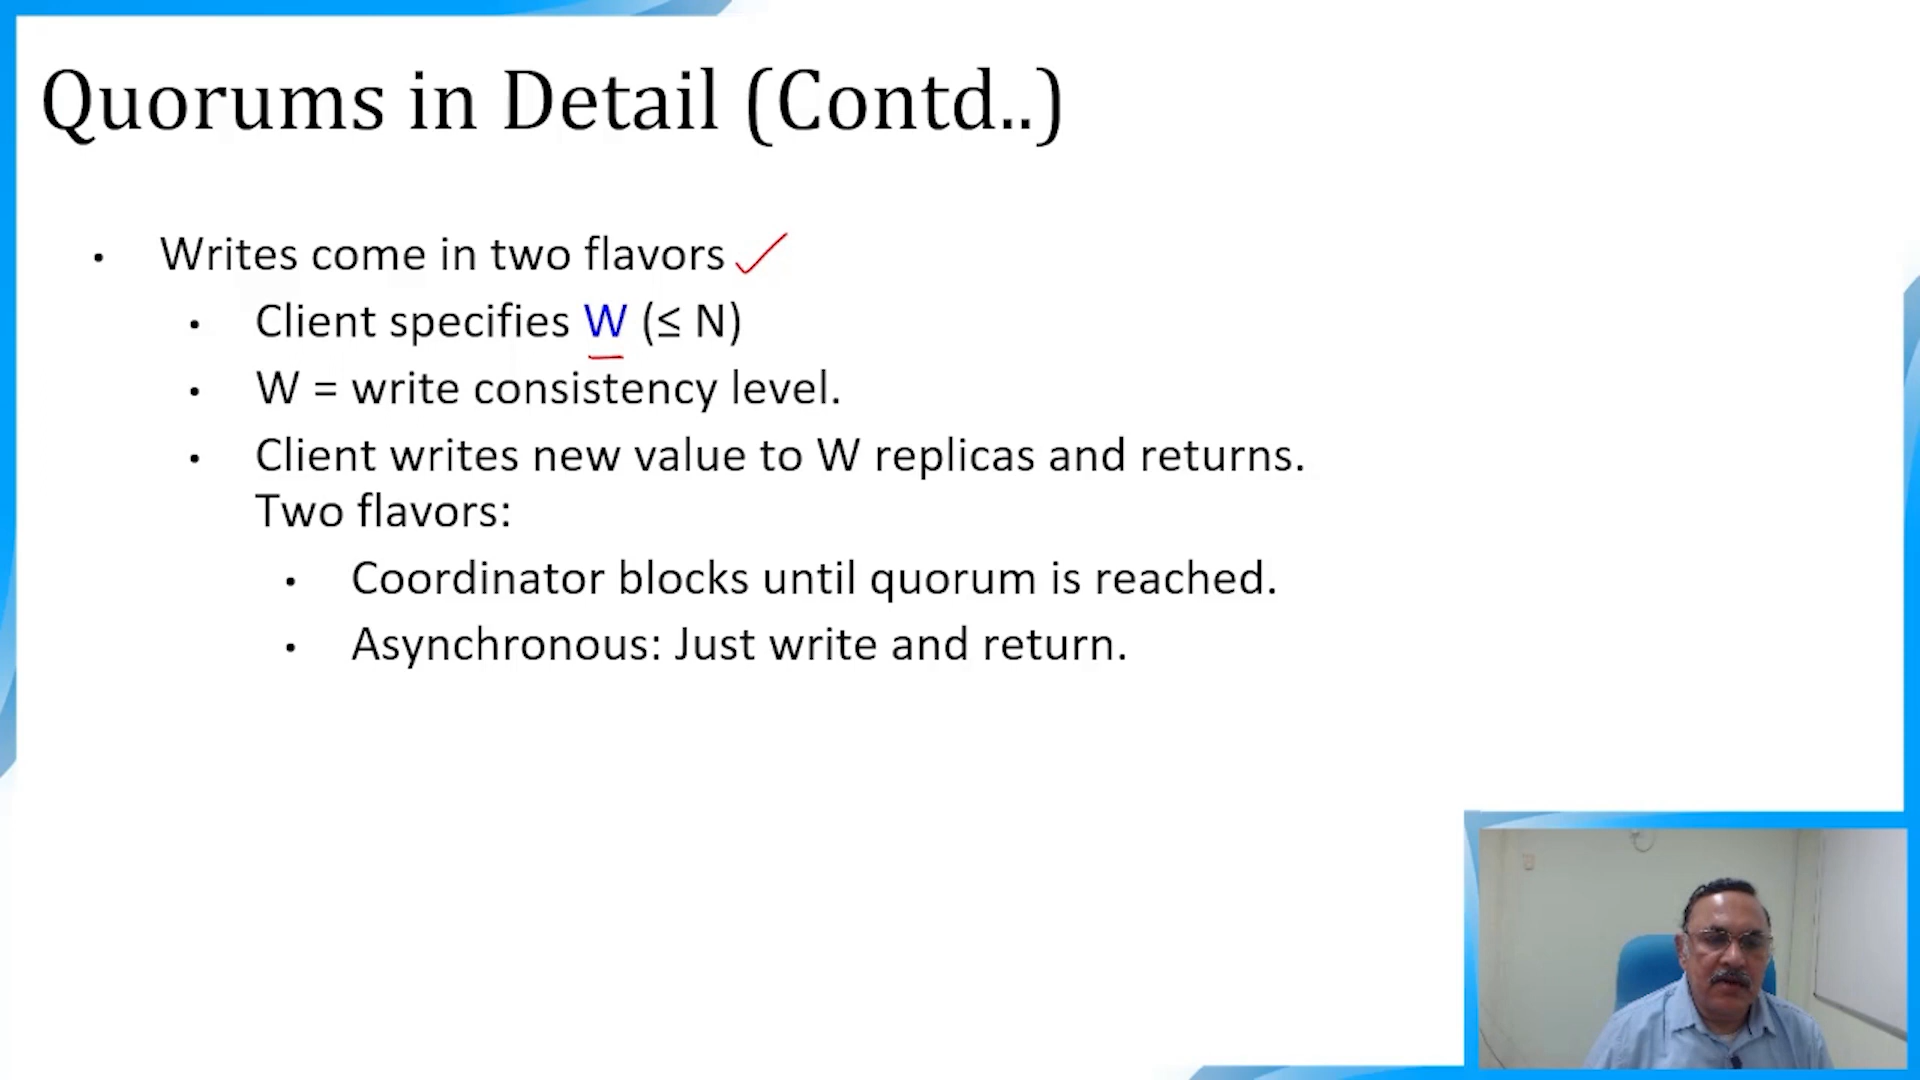 Quorums in Detail (Contd..)
• Writes come in two flavors
• Client specifies W (≤ N)
• W = write consistency level.
• Client writes new value to W replicas and returns.
Two flavors:
• Coordinator blocks until quorum is reached.
• Asynchronous: Just write and return.